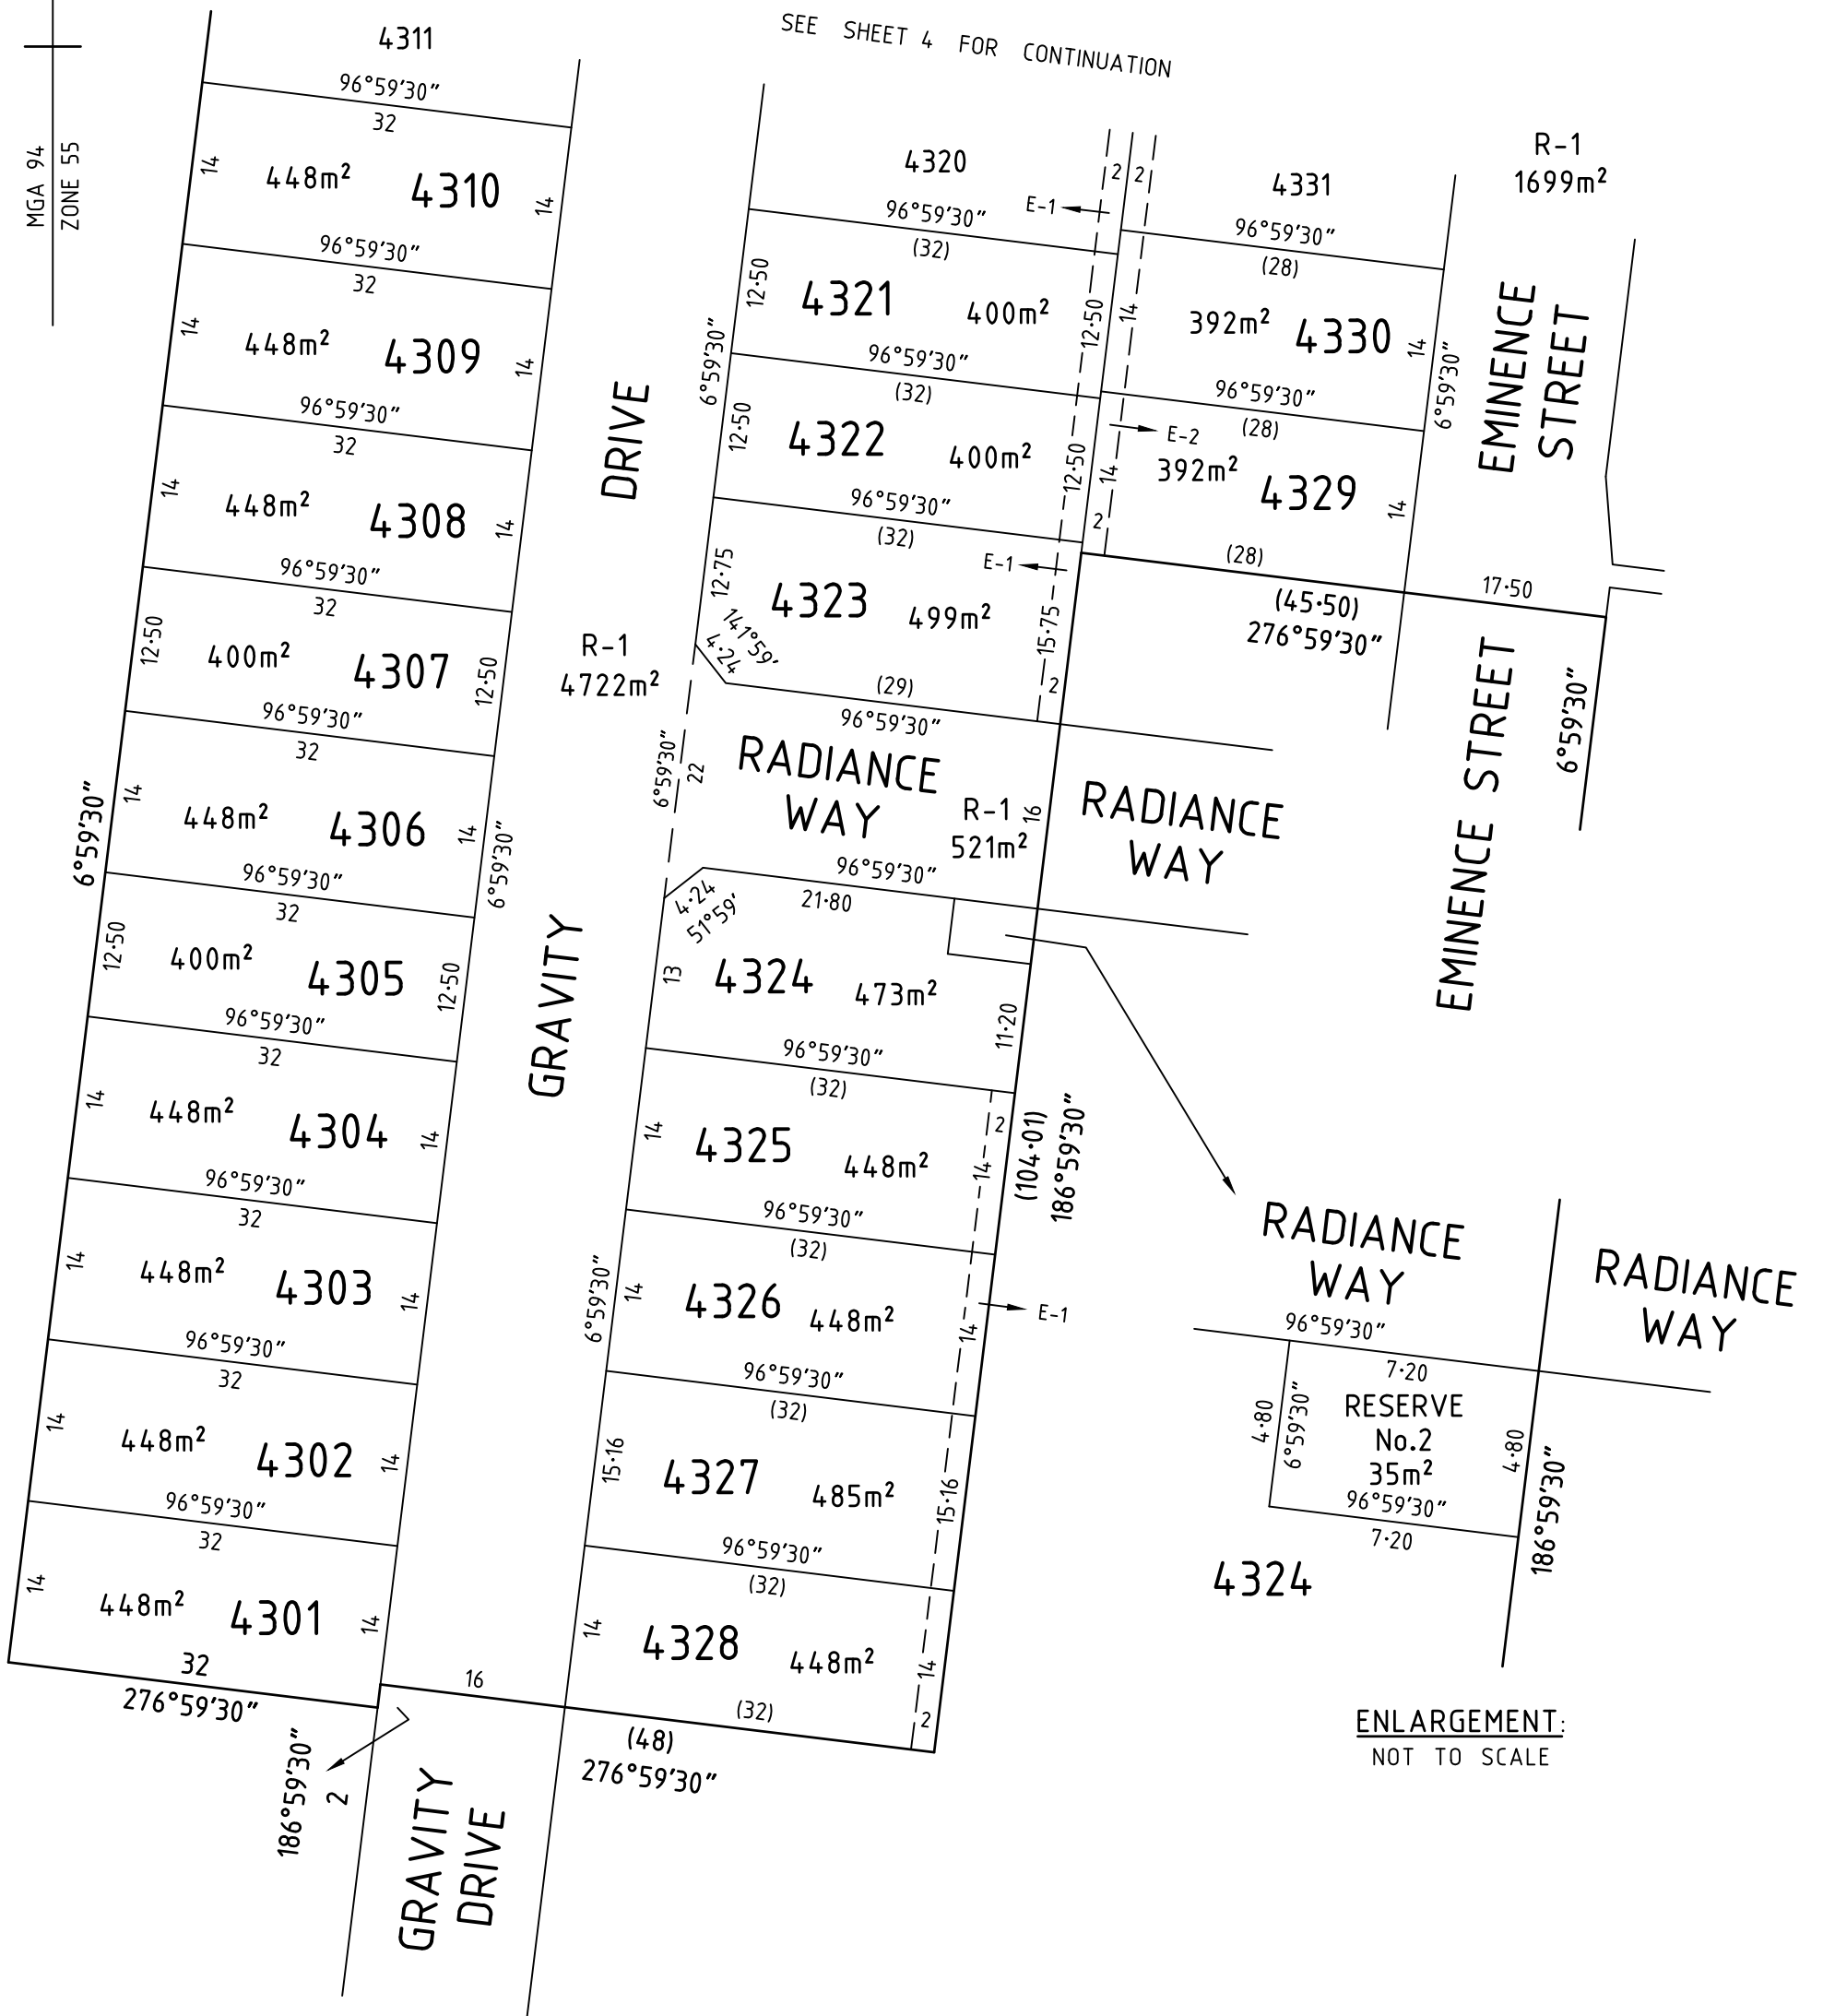 SEE SHEET 4 FOR CONTINUATION
MGA 94
ZONE 55
4311
96°59'30"
32
14
448m²
4310
14
96°59'30"
32
14
448m²
4309
14
96°59'30"
32
14
448m²
4308
14
96°59'30"
32
12·50
400m²
4307
12·50
96°59'30"
32
14
448m²
4306
14
6°59'30"
6°59'30"
96°59'30"
32
12·50
400m²
4305
12·50
96°59'30"
32
14
448m²
4304
14
96°59'30"
32
14
448m²
4303
14
96°59'30"
32
14
448m²
4302
14
96°59'30"
32
14
448m²
4301
14
32
276°59'30"
186°59'30"
2
GRAVITY
DRIVE
16
GRAVITY
DRIVE
R-1
4722m²
4320
E-1
2
2
96°59'30"
(32)
12·50
4321
400m²
12·50
6°59'30"
96°59'30"
(32)
12·50
4322
400m²
12·50
96°59'30"
(32)
12·75
E-1
4323
499m²
15·75
2
141°59'
4·24
(29)
96°59'30"
6°59'30"
22
RADIANCE
WAY
R-1
521m²
16
RADIANCE
WAY
96°59'30"
21·80
4·24
51°59'
13
4324
473m²
11·20
96°59'30"
(32)
14
4325
448m²
2
14
(104·01)
186°59'30"
96°59'30"
(32)
6°59'30"
14
4326
448m²
14
E-1
96°59'30"
(32)
15·16
4327
485m²
15·16
96°59'30"
(32)
14
4328
448m²
14
2
(32)
(48)
276°59'30"
4331
R-1
1699m²
96°59'30"
(28)
14
392m²
4330
14
6°59'30"
EMINENCE
STREET
96°59'30"
(28)
E-2
14
392m²
4329
14
2
(28)
17·50
(45·50)
276°59'30"
EMINENCE STREET
6°59'30"
RADIANCE
WAY
RADIANCE
WAY
96°59'30"
7·20
4·80
6°59'30"
RESERVE
No.2
35m²
4·80
96°59'30"
7·20
186°59'30"
4324
ENLARGEMENT:
NOT TO SCALE